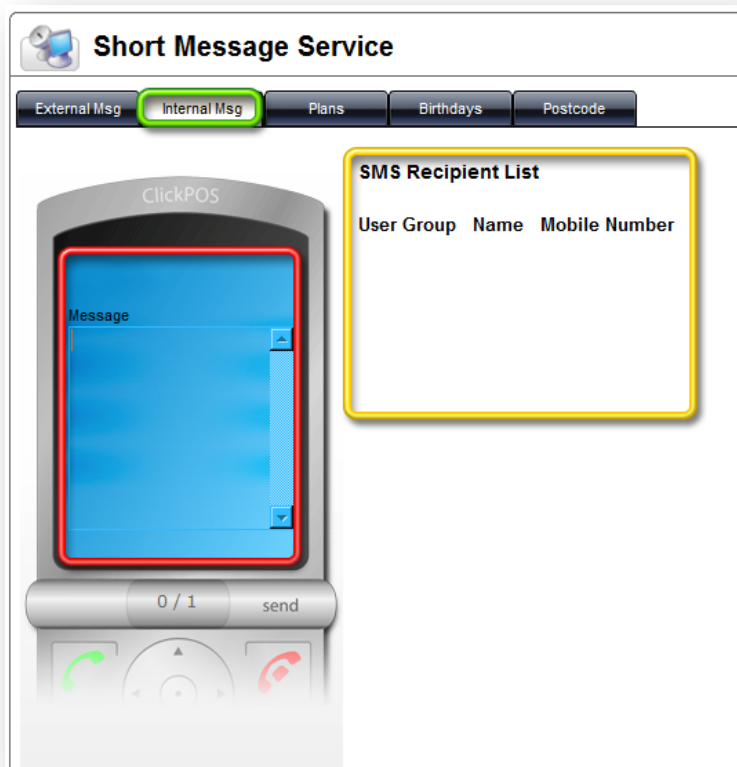 Short Message Service
External Msg Internal Msg Plans Birthdays Postcode
SMS Recipient List
User Group Name Mobile Number
ClickPOS
Message
0 / 1 send